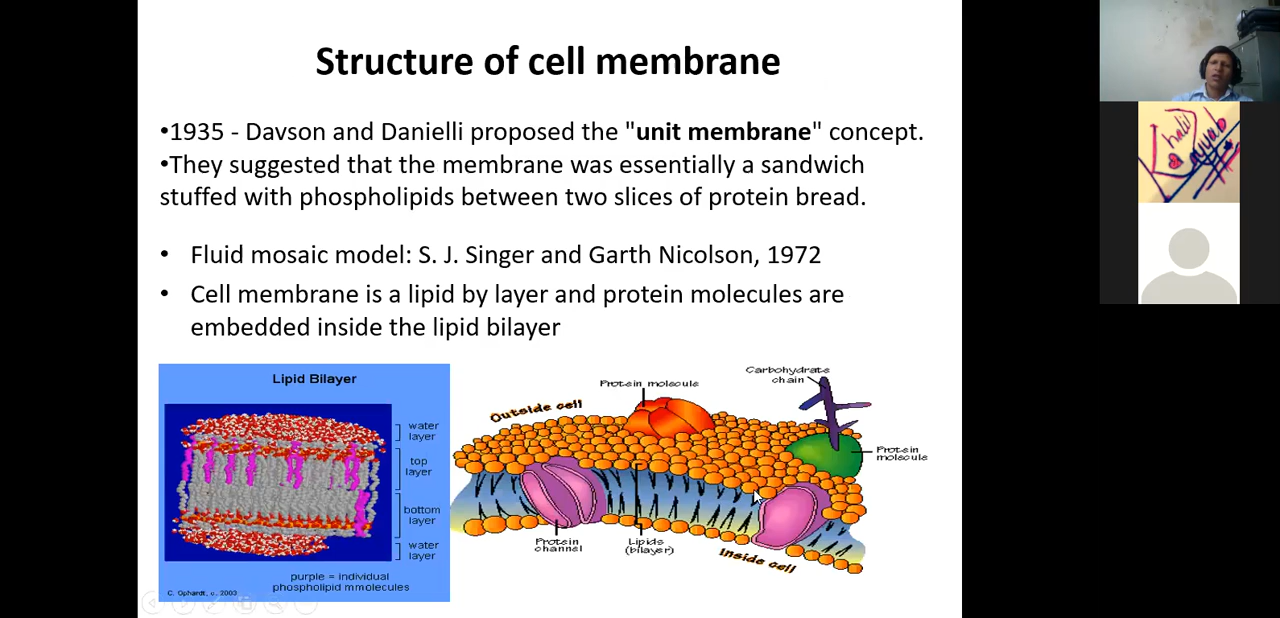 Structure of cell membrane
•1935 - Davson and Danielli proposed the "unit membrane" concept.
•They suggested that the membrane was essentially a sandwich
stuffed with phospholipids between two slices of protein bread.
• Fluid mosaic model: S. J. Singer and Garth Nicolson, 1972
• Cell membrane is a lipid by layer and protein molecules are
embedded inside the lipid bilayer
Lipid Bilayer
water
layer
top
layer
bottom
layer
water
layer
purple = individual
phospholipid mmolecules
C. Ophardt, c. 2003
Outside cell
Protein molecule
Carbohydrate
chain
Protein
molecule
Protein
channel
Lipids
(bilayer)
Inside cell